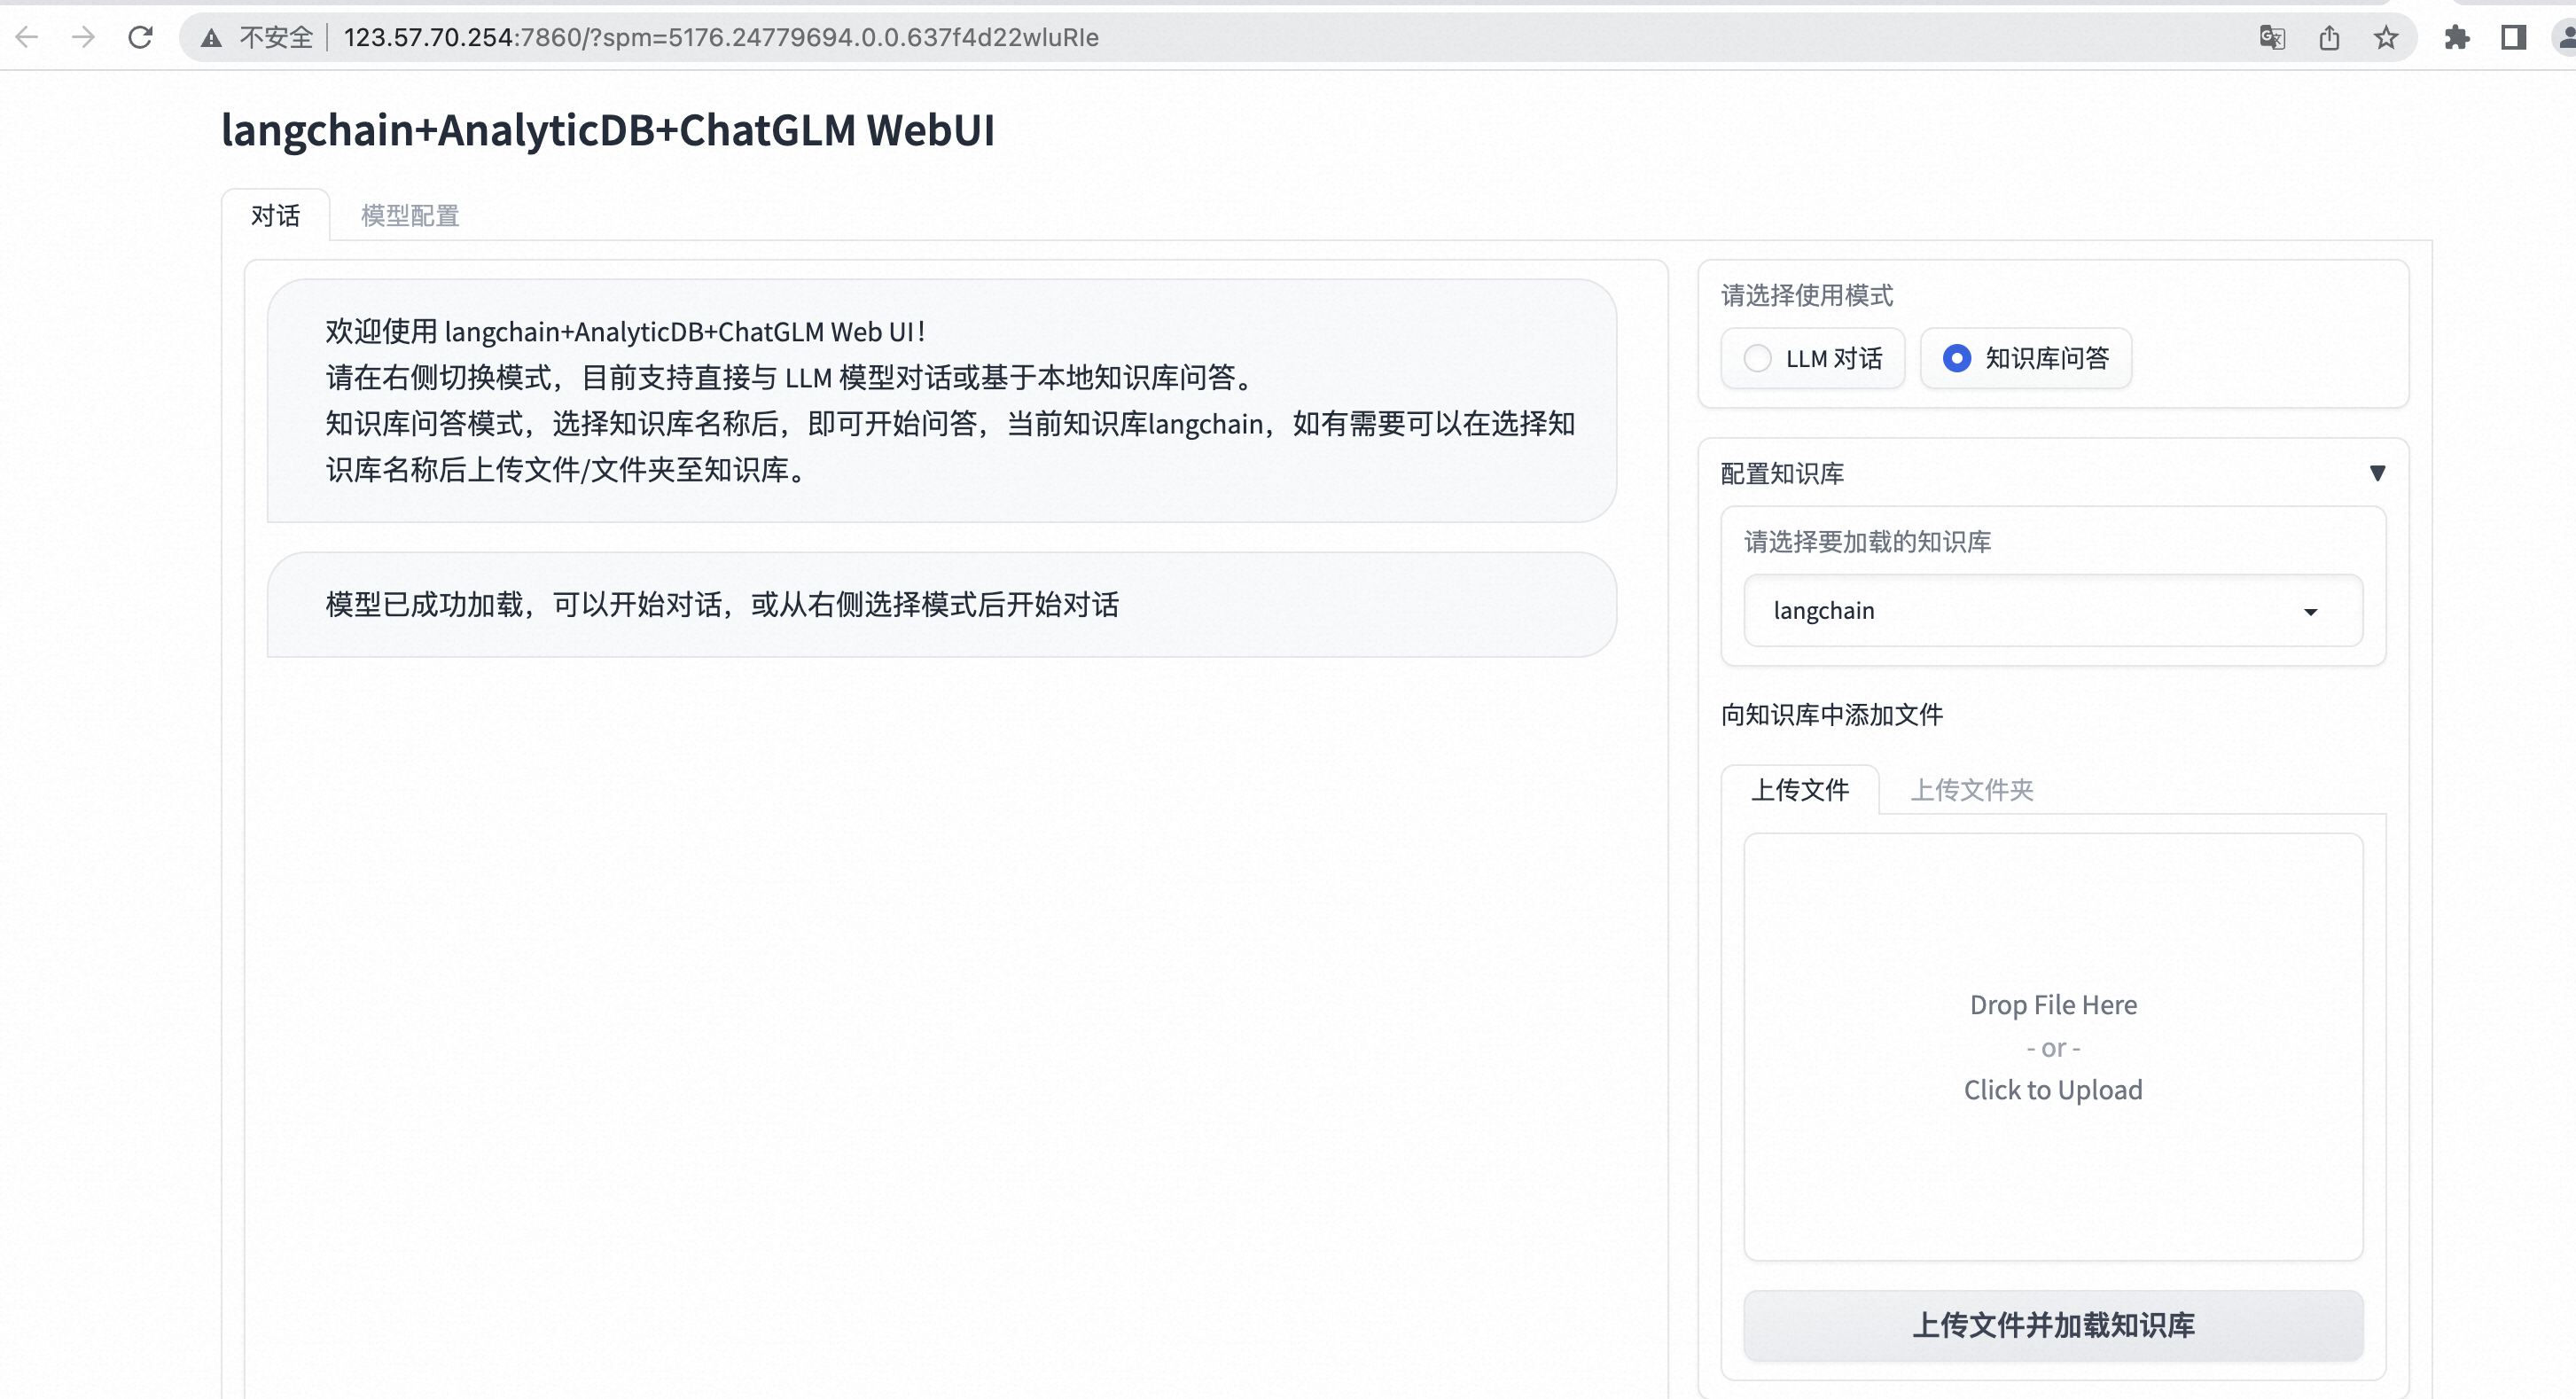 不安全 123.57.70.254:7860/?spm=5176.24779694.0.0.637f4d22wluRle
langchain+AnalyticDB+ChatGLM WebUI
对话 模型配置
欢迎使用 langchain+AnalyticDB+ChatGLM Web UI！
请在右侧切换模式，目前支持直接与 LLM 模型对话或基于本地知识库问答。
知识库问答模式，选择知识库名称后，即可开始问答，当前知识库langchain，如有需要可以在选择知
识库名称后上传文件/文件夹至知识库。
模型已成功加载，可以开始对话，或从右侧选择模式后开始对话
请选择使用模式
LLM 对话 知识库问答
配置知识库
请选择要加载的知识库
langchain
向知识库中添加文件
上传文件 上传文件夹
Drop File Here
- or -
Click to Upload
上传文件并加载知识库